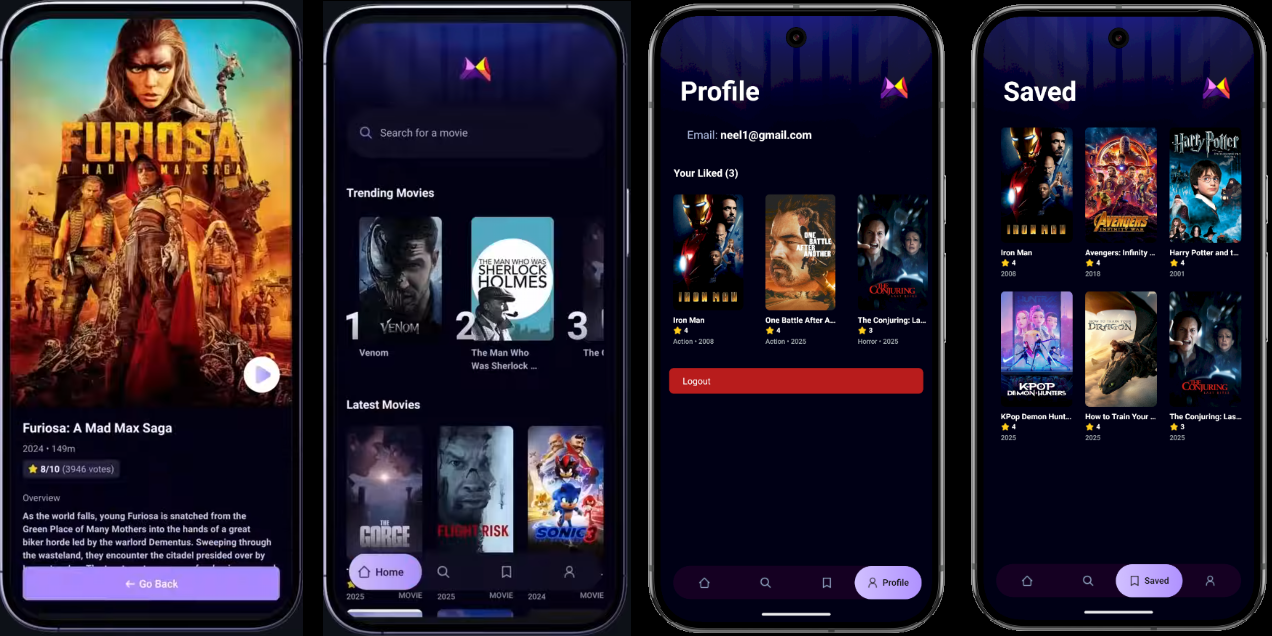 FURIOSA
A MAD MAX SAGA
Furiosa: A Mad Max Saga
2024 • 149m
8/10 (3946 votes)
Overview
As the world falls, young Furiosa is snatched from the
Green Place of Many Mothers into the hands of a great
biker horde led by the warlord Dementus. Sweeping through
the wasteland, they encounter the citadel presided over by
← Go Back
Search for a movie
Trending Movies
VENOM
THE MAN WHO WAS
SHERLOCK
HOLMES
1
2
3
Venom
The Man Who
Was Sherlock ...
The
Latest Movies
THE
GORGE
FLIGHT RISK
SONIC 3
Home
2025
MOVIE
2025
MOVIE
2024
MOVIE
Profile
Email: neel1@gmail.com
Your Liked (3)
IRON MAN
ONE
BATTLE
AFTER
ANOTHER
THE
CONJURING
Iron Man
4
Action • 2008
One Battle After A...
4
Action • 2025
The Conjuring: La...
3
Horror • 2025
Logout
Profile
Saved
IRON MAN
AVENGERS
INFINITY WAR
Harry Potter
Iron Man
4
2008
Avengers: Infinity ...
4
2018
Harry Potter and t...
4
2001
KPOP
DEMON HUNTERS
HOW TO TRAIN YOUR
DRAGON
THE
CONJURING
KPop Demon Hunt...
4
2025
How to Train Your ...
4
2025
The Conjuring: Las...
3
2025
Saved